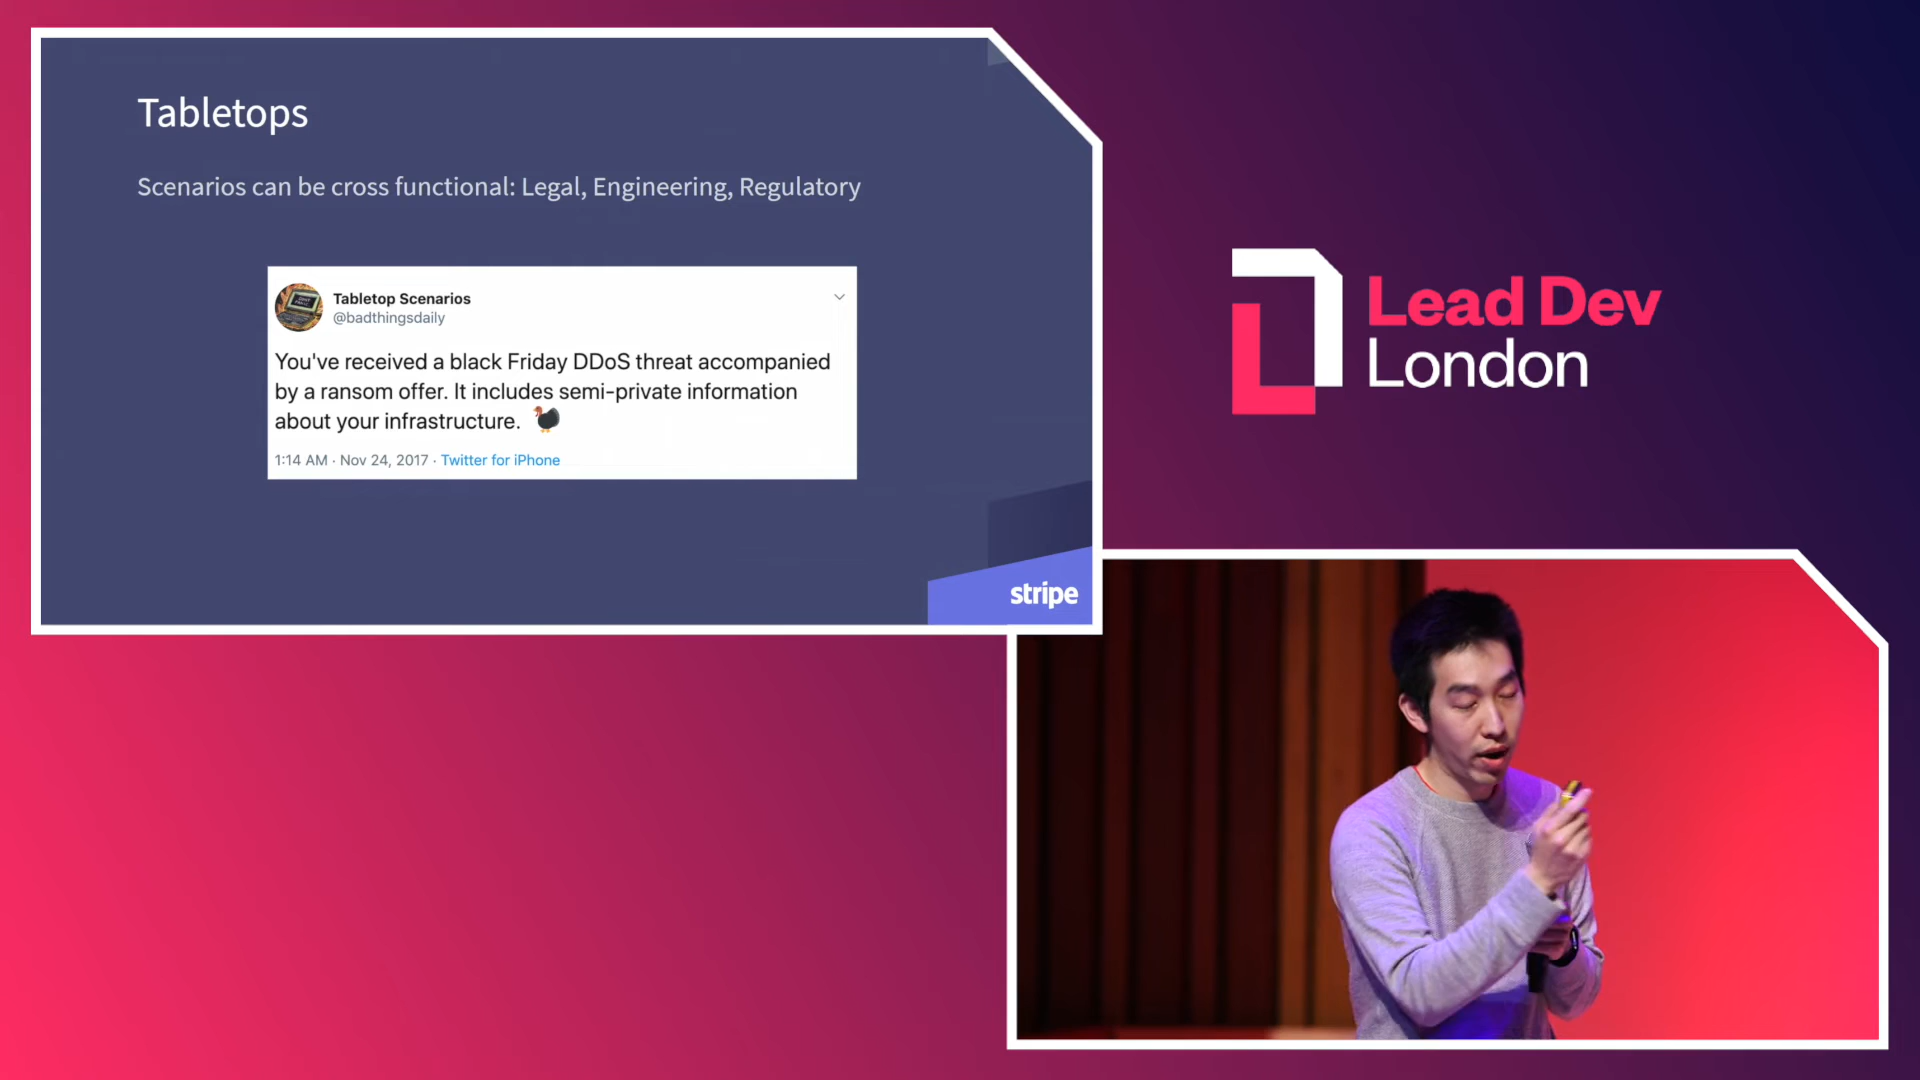 Tabletops
Scenarios can be cross functional: Legal, Engineering, Regulatory
Tabletop Scenarios
@badthingsdaily
You've received a black Friday DDoS threat accompanied
by a ransom offer. It includes semi-private information
about your infrastructure. 🦃
1:14 AM · Nov 24, 2017 · Twitter for iPhone
stripe
Lead Dev
London